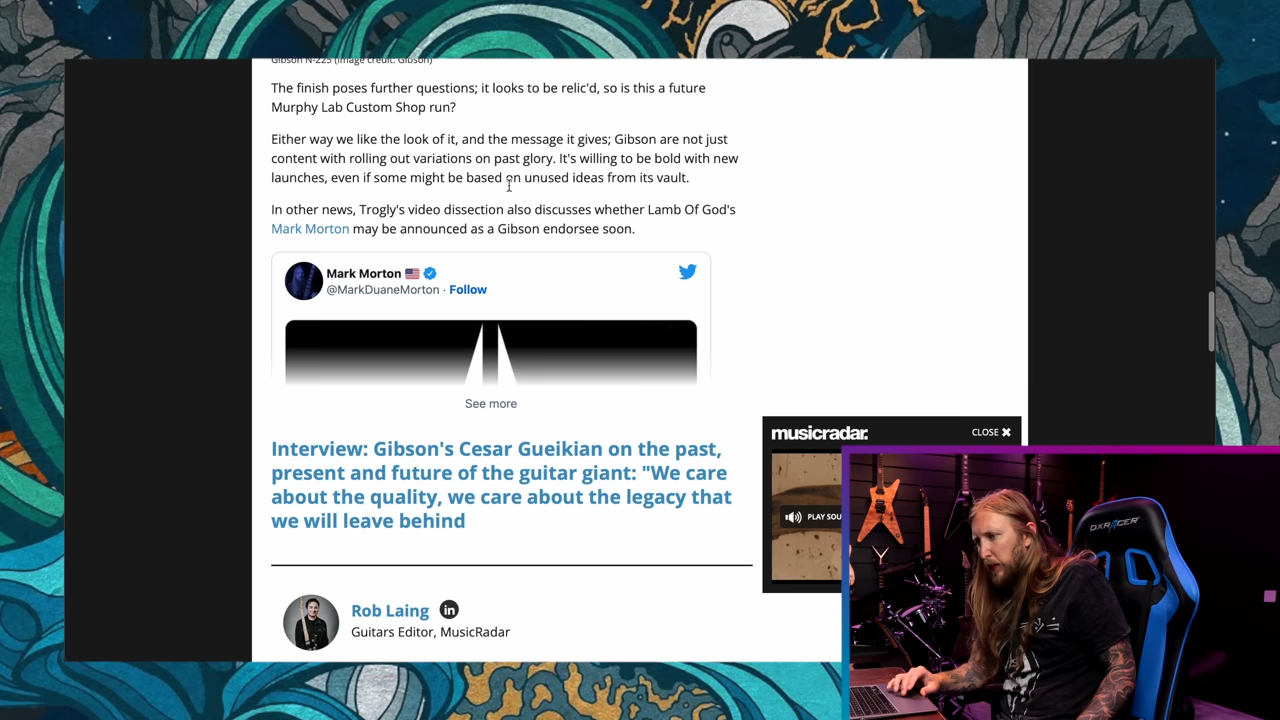 Gibson N-225 (Image credit: Gibson)
The finish poses further questions; it looks to be relic'd, so is this a future
Murphy Lab Custom Shop run?
Either way we like the look of it, and the message it gives; Gibson are not just
content with rolling out variations on past glory. It's willing to be bold with new
launches, even if some might be based on unused ideas from its vault.
In other news, Trogly's video dissection also discusses whether Lamb Of God's
Mark Morton may be announced as a Gibson endorsee soon.
Mark Morton
@MarkDuaneMorton · Follow
See more
Interview: Gibson's Cesar Gueikian on the past,
present and future of the guitar giant: "We care
about the quality, we care about the legacy that
we will leave behind
musicradar.
CLOSE ✖
PLAY SOU
DXRACER
Rob Laing in
Guitars Editor, MusicRadar